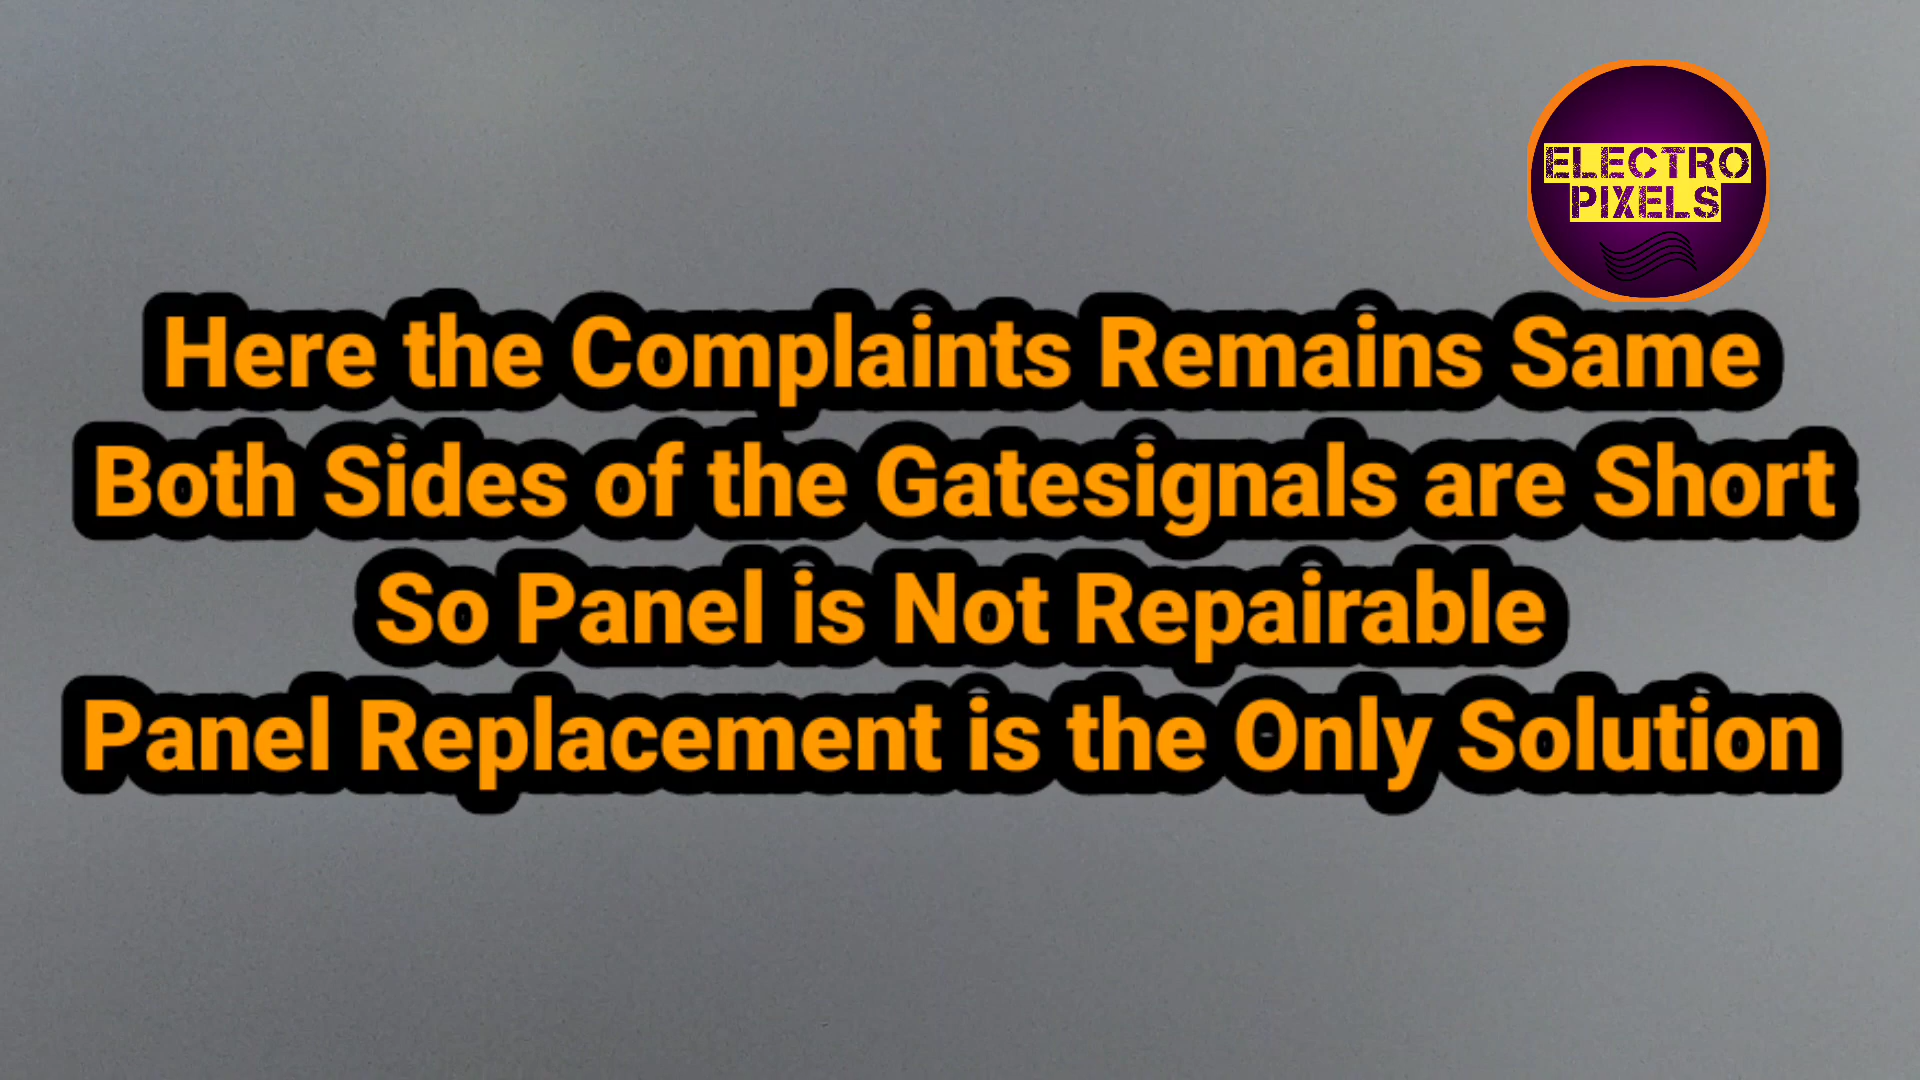 ELECTRO
PIXELS
Here the Complaints Remains Same
Both Sides of the Gatesignals are Short
So Panel is Not Repairable
Panel Replacement is the Only Solution